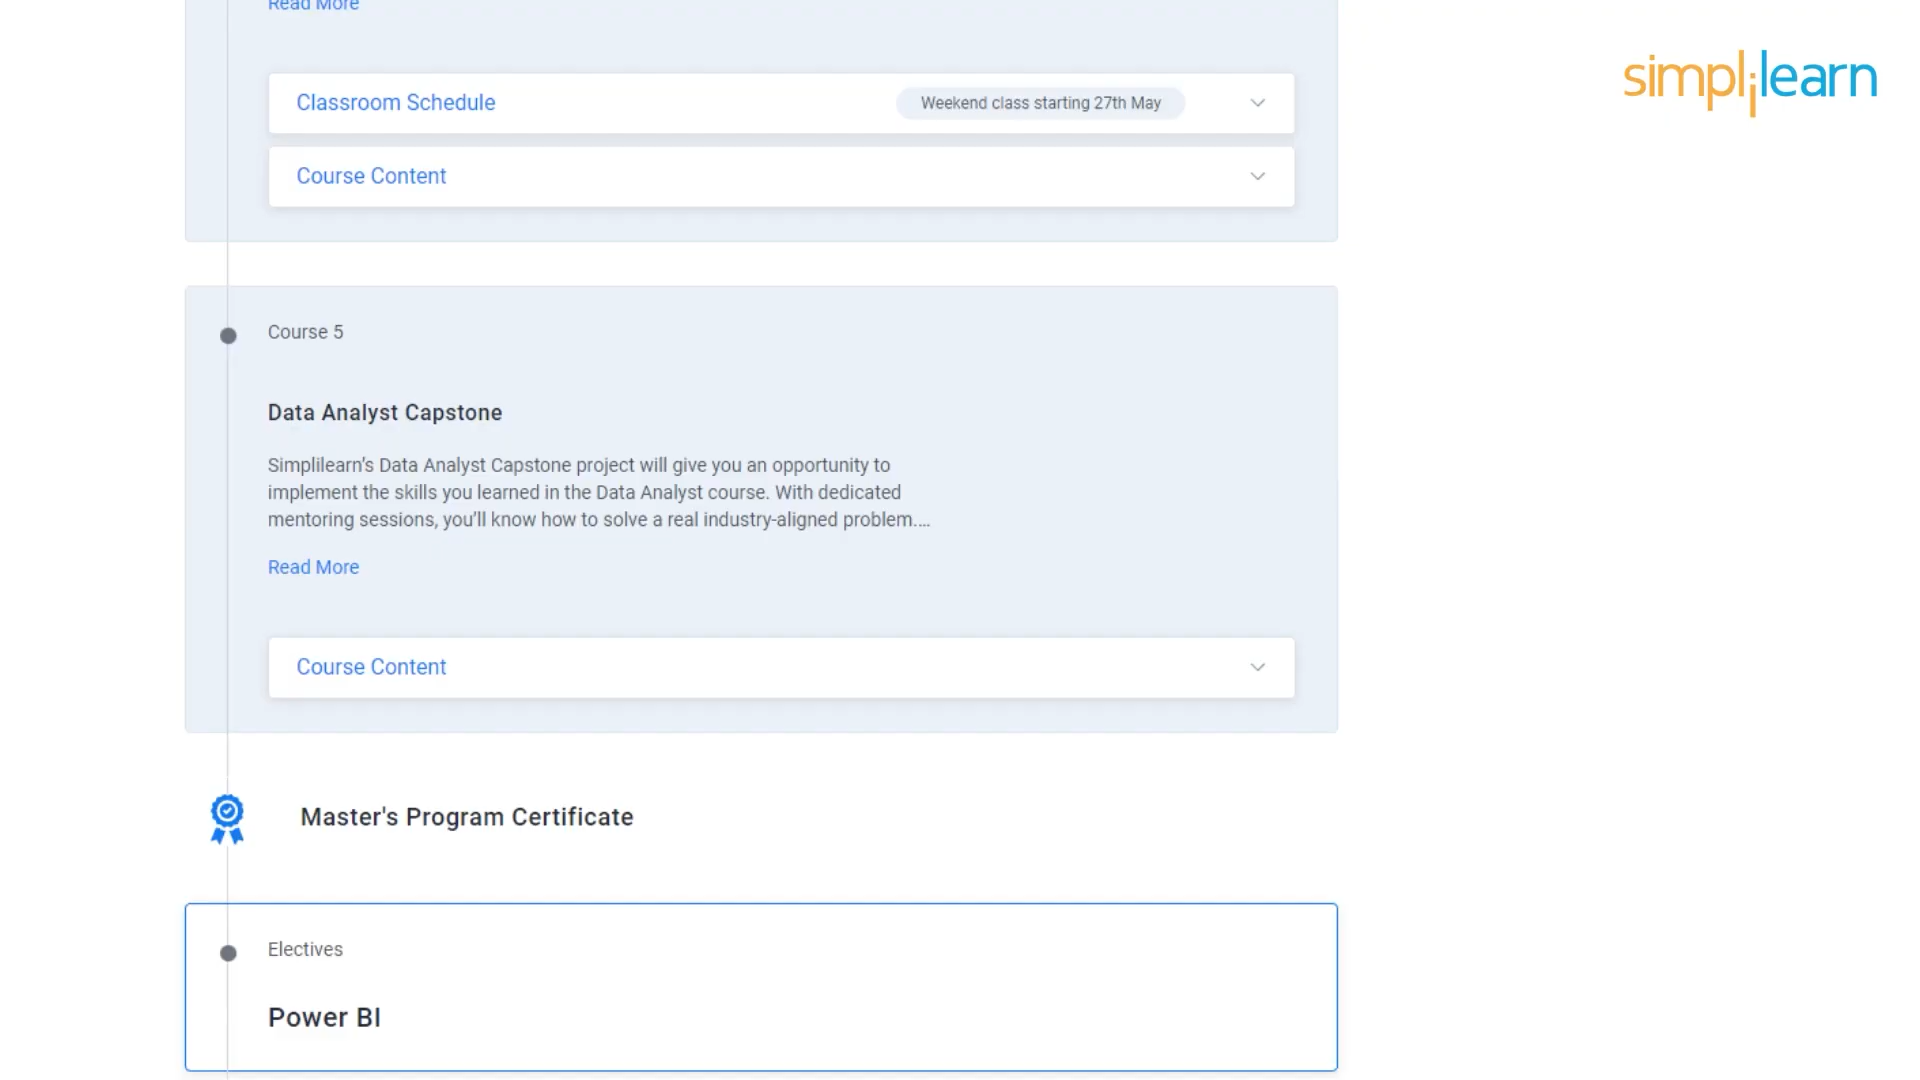 Read More
simplilearn
Classroom Schedule
Weekend class starting 27th May
Course Content
Course 5
Data Analyst Capstone
Simplilearn’s Data Analyst Capstone project will give you an opportunity to
implement the skills you learned in the Data Analyst course. With dedicated
mentoring sessions, you’ll know how to solve a real industry-aligned problem....
Read More
Course Content
Master's Program Certificate
Electives
Power BI